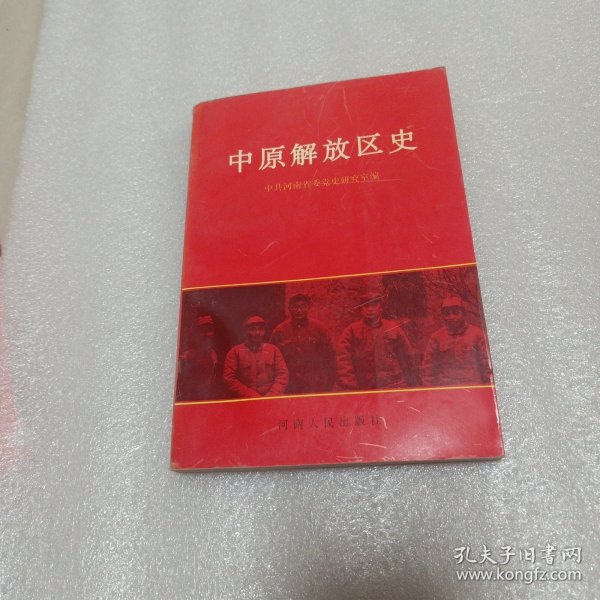 中原解放区史
中共河南省委党史研究室编
河南人民出版社
孔夫子旧书网
www.kongfz.com